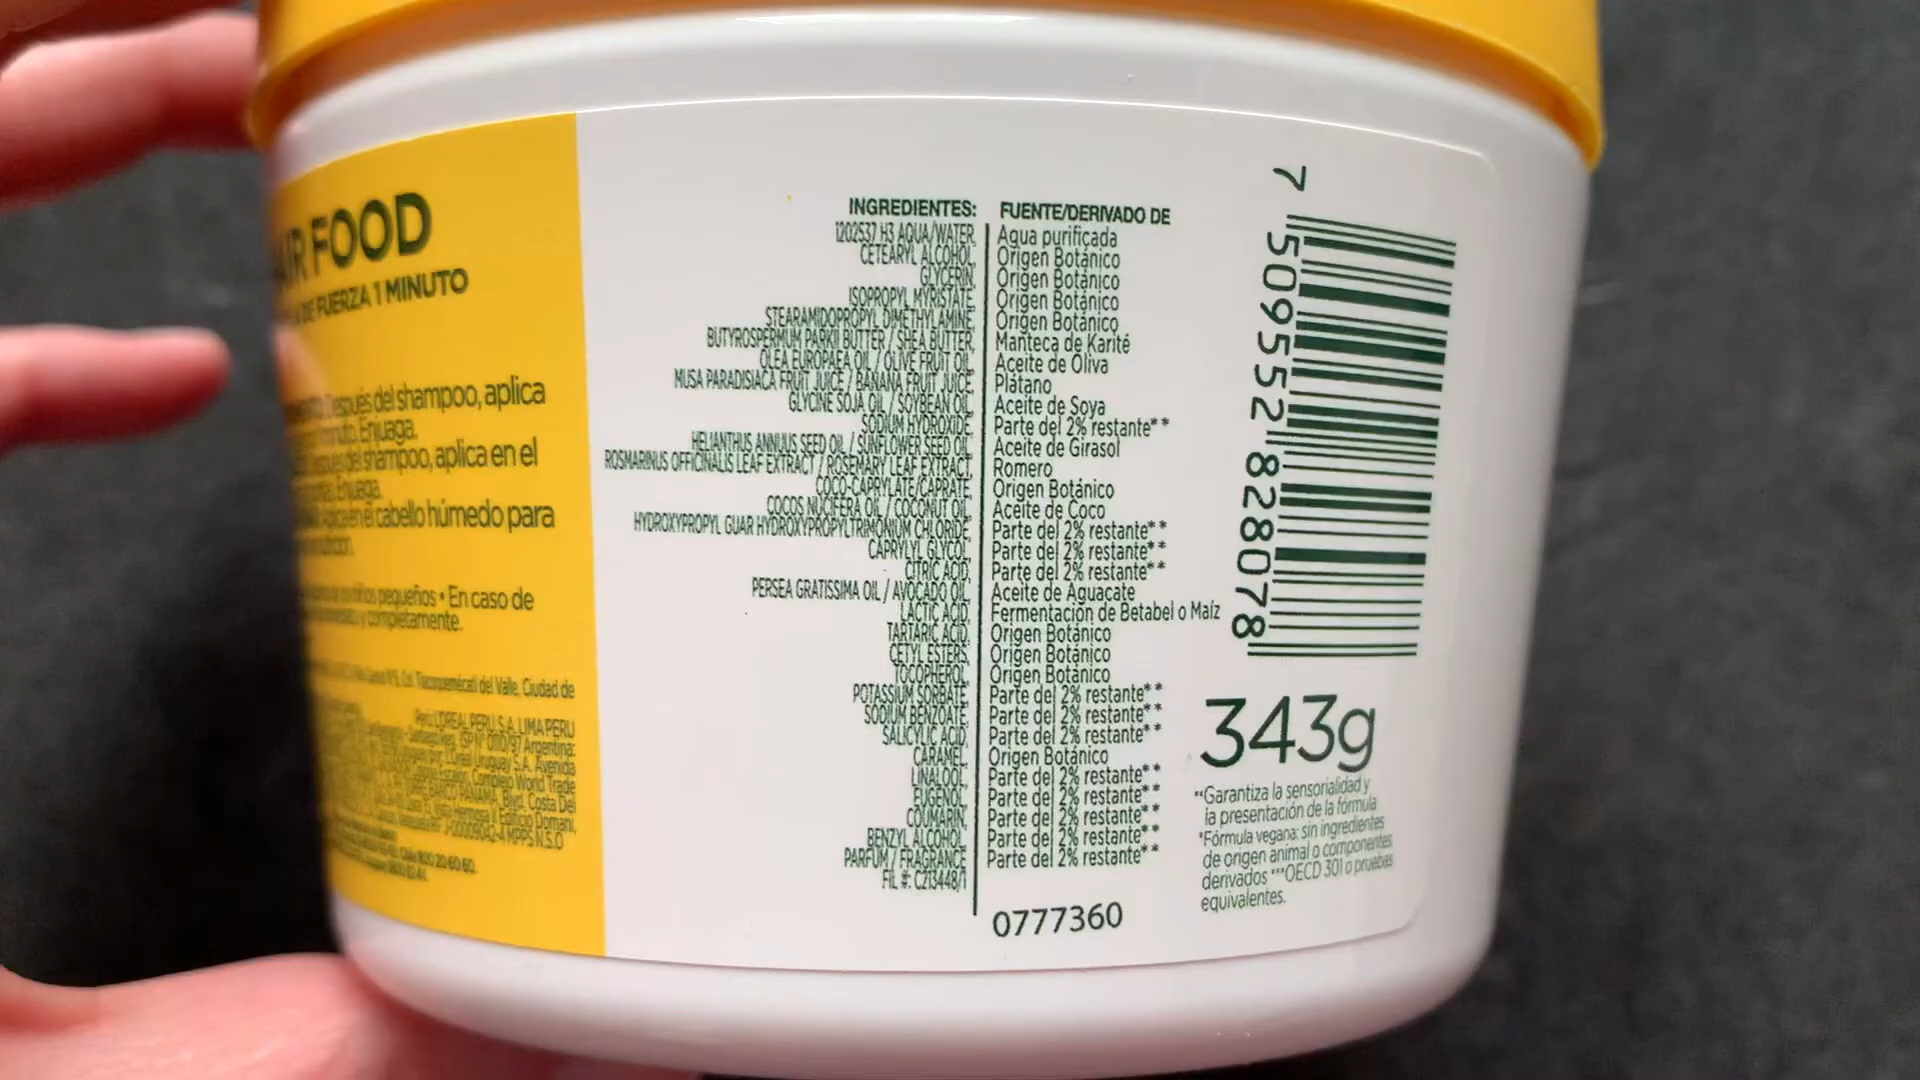 FOOD
FUERZA 1 MINUTO
Después del shampoo, aplica
minuto. Enjuaga.
del shampoo, aplica en el
Enjuaga.
Aplica en el cabello húmedo para
niños pequeños • En caso de
y completamente.
del Valle, Ciudad de
Perú: L'OREAL PERU S.A. LIMA PERU
INGREDIENTES: FUENTE/DERIVADO DE
1202537 H3 AQUA/WATER, Agua purificada
CETEARYL ALCOHOL, Origen Botánico
GLYCERIN, Origen Botánico
ISOPROPYL MYRISTATE, Origen Botánico
STEARAMIDOPROPYL DIMETHYLAMINE, Origen Botánico
BUTYROSPERMUM PARKII BUTTER / SHEA BUTTER, Manteca de Karité
OLEA EUROPAEA OIL / OLIVE FRUIT OIL, Aceite de Oliva
MUSA PARADISIACA FRUIT JUICE / BANANA FRUIT JUICE, Plátano
GLYCINE SOJA OIL / SOYBEAN OIL, Aceite de Soya
SODIUM HYDROXIDE, Parte del 2% restante**
HELIANTHUS ANNUUS SEED OIL / SUNFLOWER SEED OIL, Aceite de Girasol
ROSMARINUS OFFICINALIS LEAF EXTRACT / ROSEMARY LEAF EXTRACT, Romero
COCO-CAPRYLATE/CAPRATE, Origen Botánico
COCOS NUCIFERA OIL / COCONUT OIL, Aceite de Coco
HYDROXYPROPYL GUAR HYDROXYPROPYLTRIMONIUM CHLORIDE, Parte del 2% restante**
CAPRYLYL GLYCOL, Parte del 2% restante**
CITRIC ACID, Parte del 2% restante**
PERSEA GRATISSIMA OIL / AVOCADO OIL, Aceite de Aguacate
LACTIC ACID, Fermentación de Betabel o Maíz
TARTARIC ACID, Origen Botánico
CETYL ESTERS, Origen Botánico
TOCOPHEROL, Origen Botánico
POTASSIUM SORBATE, Parte del 2% restante**
SODIUM BENZOATE, Parte del 2% restante**
SALICYLIC ACID, Parte del 2% restante**
CARAMEL, Origen Botánico
LINALOOL, Parte del 2% restante**
EUGENOL, Parte del 2% restante**
COUMARIN, Parte del 2% restante**
BENZYL ALCOHOL, Parte del 2% restante**
PARFUM / FRAGRANCE Parte del 2% restante**
FIL #: C213448/1
0777360
7 509552 828078
343g
**Garantiza la sensorialidad y
la presentación de la fórmula
*Fórmula vegana: sin ingredientes
de origen animal o componentes
derivados ***OECD 301 o pruebas
equivalentes.